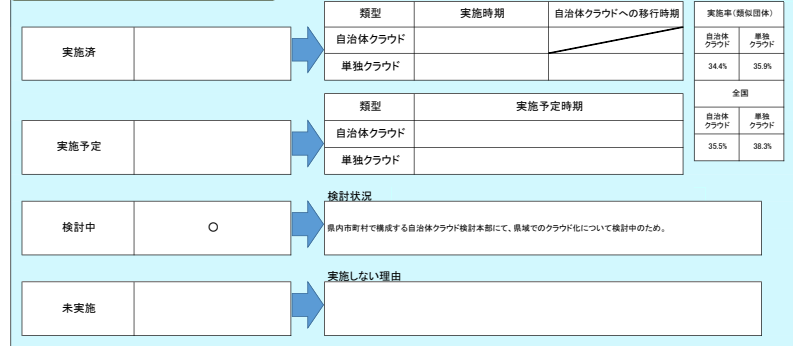 類型 実施時期 自治体クラウドへの移行時期
実施済
自治体クラウド
単独クラウド
実施率(類似団体)
自治体
クラウド
単独
クラウド
34.4% 35.9%
全国
自治体
クラウド
単独
クラウド
35.5% 38.3%
類型 実施予定時期
実施予定
自治体クラウド
単独クラウド
検討状況
検討中 ○
県内市町村で構成する自治体クラウド検討本部にて、県域でのクラウド化について検討中のため。
実施しない理由
未実施